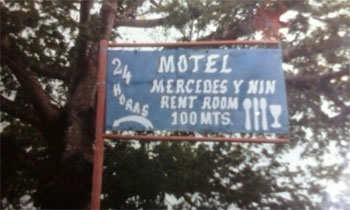 24 HORAS
MOTEL
MERCEDES Y NIN
RENT ROOM
100 MTS.